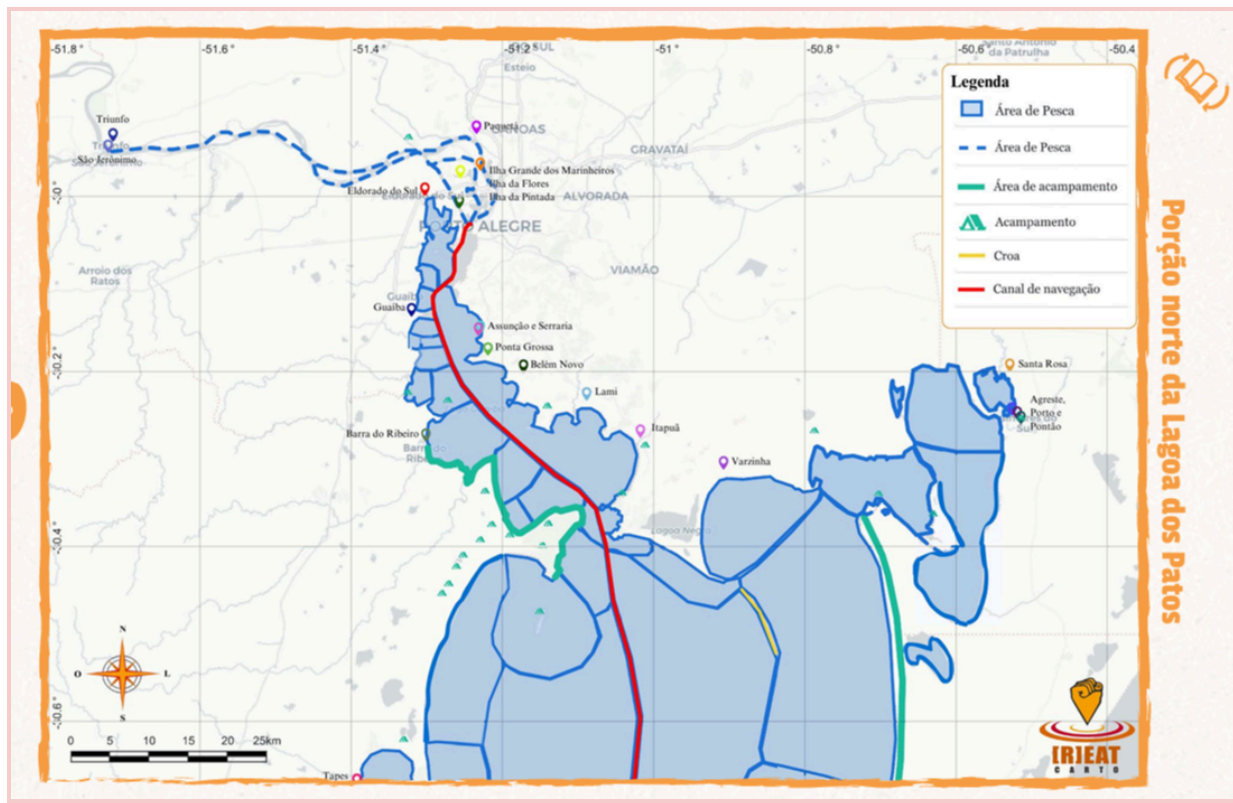 -51.8°
-51.6°
-51.4°
-51.2°
-51°
-50.8°
-50.6°
-50.4°
DO SUL
Esteio
Santo Antônio
da Patrulha
Legenda
Área de Pesca
Área de Pesca
Área de acampamento
Acampamento
Croa
Canal de navegação
Triunfo
Triunfo
São Jerônimo
Paquetá
CANOAS
GRAVATAÍ
Ilha Grande dos Marinheiros
Ilha da Flores
Ilha da Pintada
Eldorado do Sul
ALVORADA
PORTO ALEGRE
VIAMÃO
Arroio dos
Ratos
Guaíba
Guaíba
Assunção e Serraria
Ponta Grossa
Belém Novo
-30.2°
Santa Rosa
Lami
Agreste,
Porto e
Pontão
Barra do Ribeiro
Itapuã
Varzinha
Lagoa Negra
-30.4°
N
O
L
S
-30.6°
0 5 10 15 20 25km
Tapes
Porção norte da Lagoa dos Patos
[R]EAT
CARTO